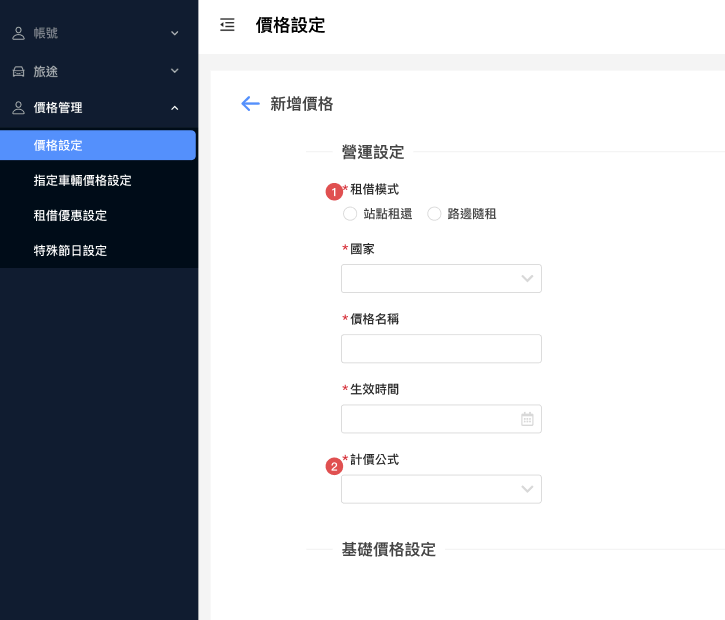 帳號
旅途
價格管理
價格設定
指定車輛價格設定
租借優惠設定
特殊節日設定
價格設定
新增價格
營運設定
1 *租借模式
站點租還 路邊隨租
*國家
*價格名稱
*生效時間
2 *計價公式
基礎價格設定